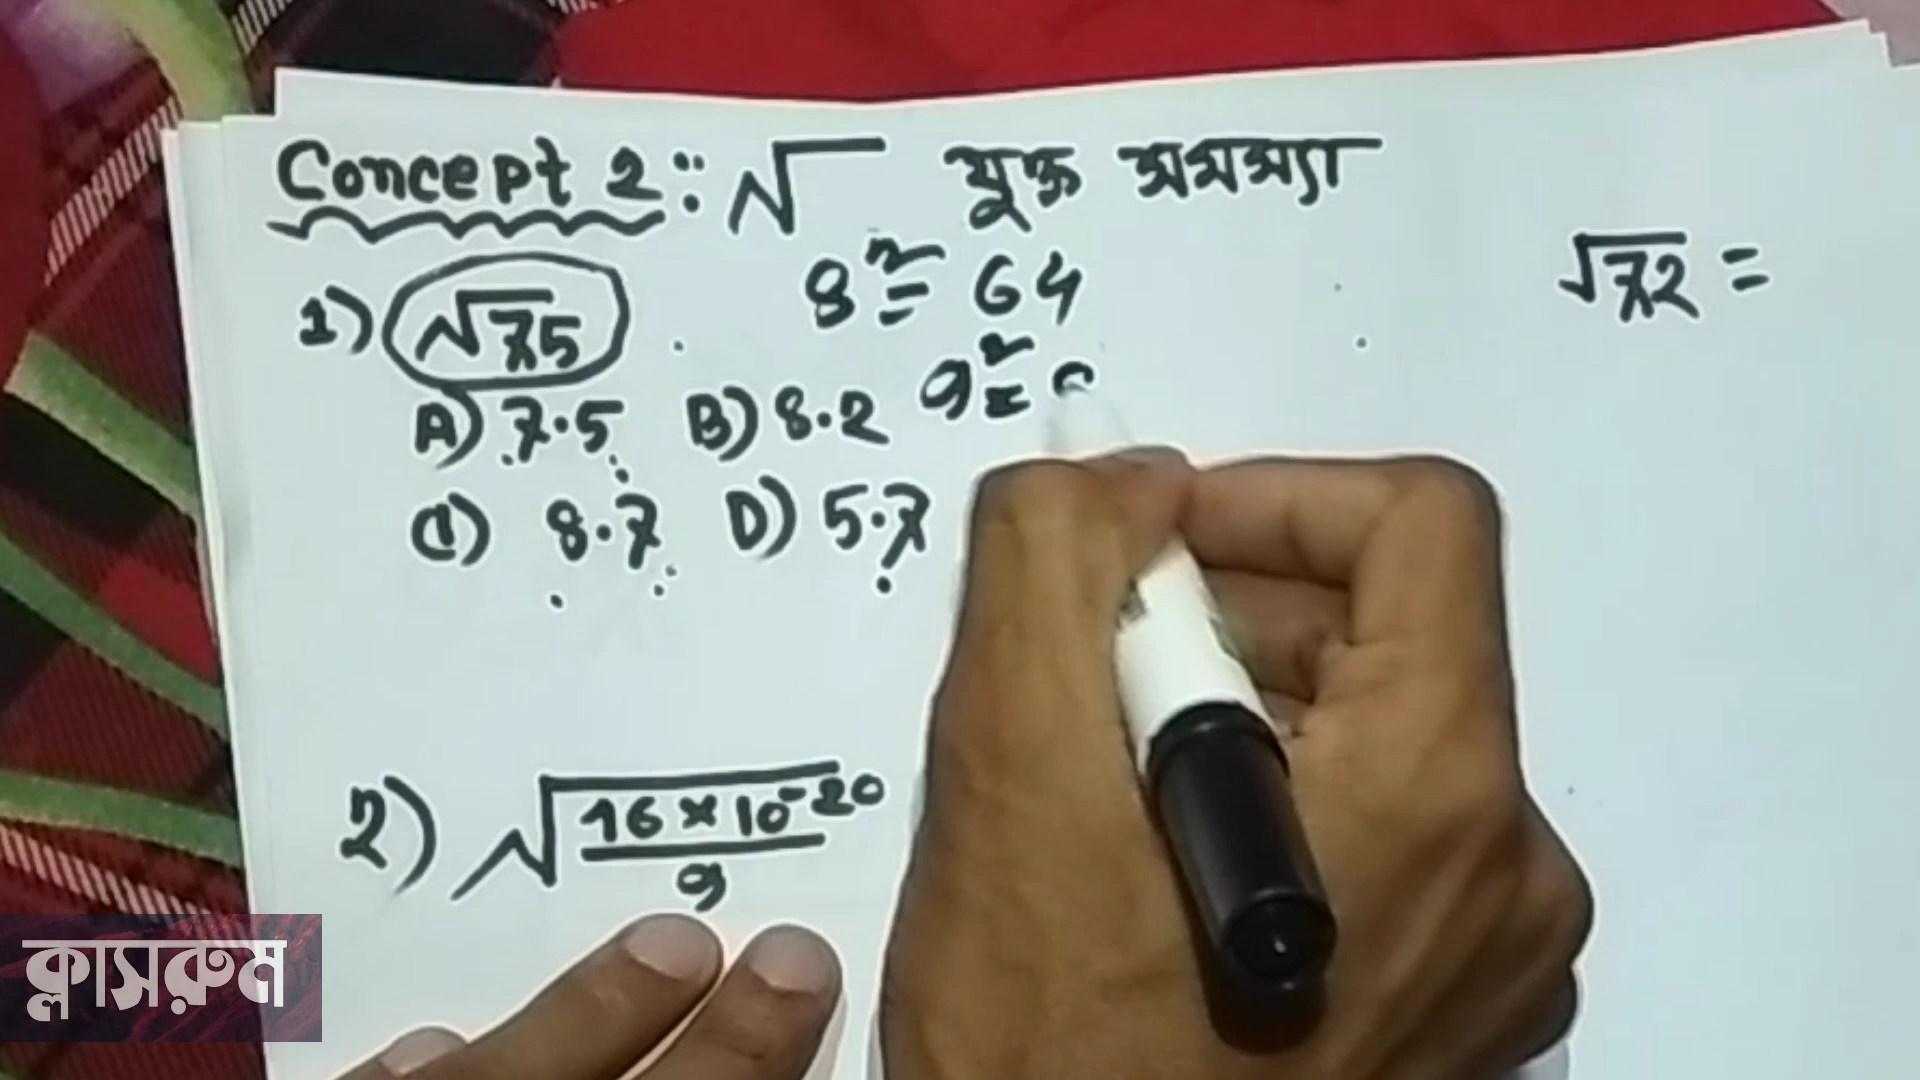 Concept 2: √ যুক্ত সমস্যা
8² = 64
√72 =
1) √75
9² = 8
A) 7.5 B) 8.2
C) 8.7 D) 5.7
2) √16×10⁻²⁰/9
ক্লাসরুম